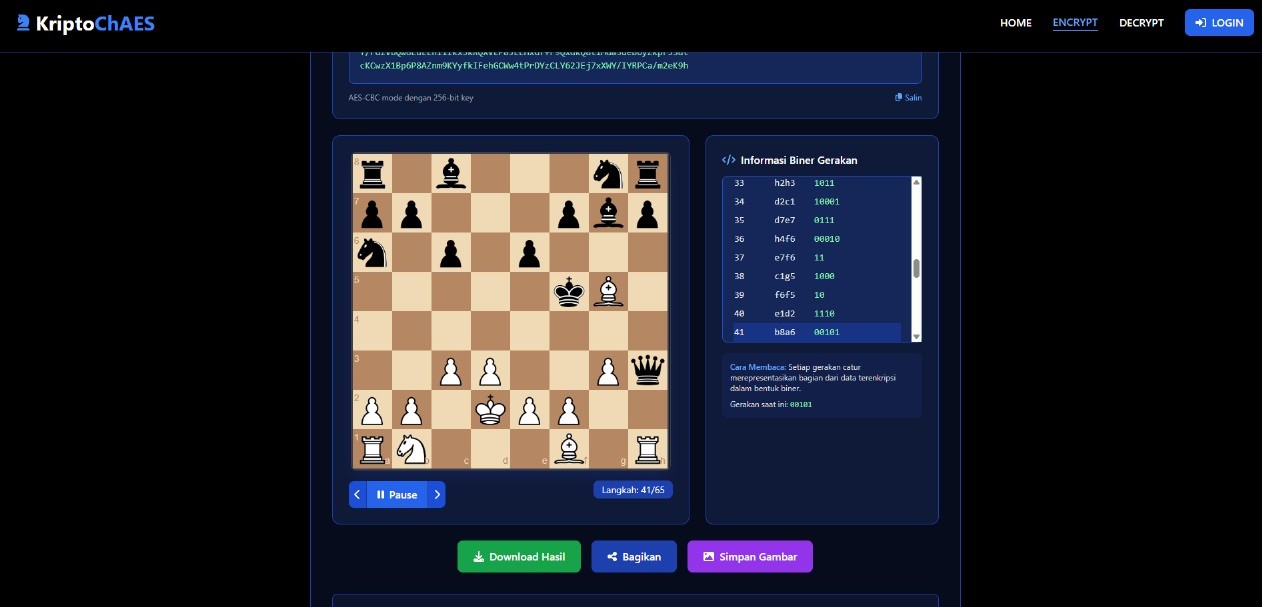 KriptoChAES
HOME
ENCRYPT
DECRYPT
LOGIN
cKCwzX1Bp6P8AZnm9KYyfkIFehGCWw4tPrDYzCLY62JEj7xXWY/IYRPCa/m2eK9h
AES-CBC mode dengan 256-bit key
Salin
8
7
6
5
4
3
2
1
a
b
c
d
e
f
g
h
Pause
Langkah: 41/65
Informasi Biner Gerakan
33 h2h3 1011
34 d2c1 10001
35 d7e7 0111
36 h4f6 00010
37 e7f6 11
38 c1g5 1000
39 f6f5 10
40 e1d2 1110
41 b8a6 00101
Cara Membaca: Setiap gerakan catur
merepresentasikan bagian dari data terenkripsi
dalam bentuk biner.
Gerakan saat ini: 00101
Download Hasil
Bagikan
Simpan Gambar